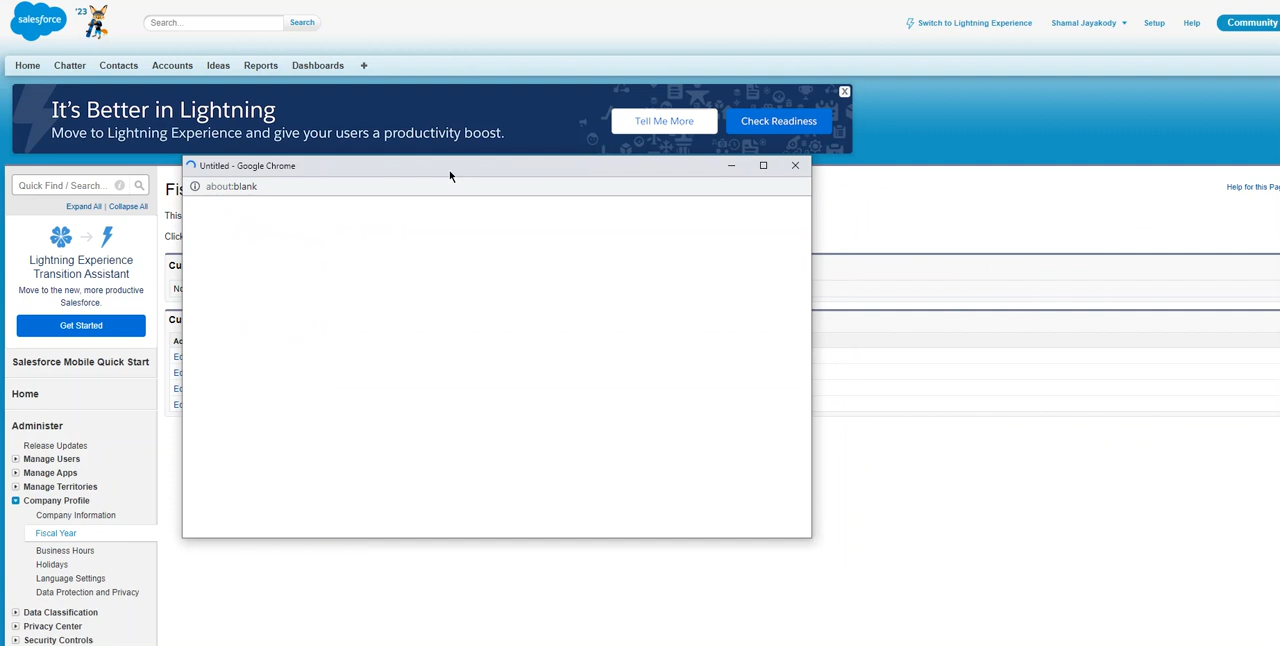 salesforce
'23
Search...
Search
Switch to Lightning Experience
Shamal Jayakody
Setup
Help
Community
Home
Chatter
Contacts
Accounts
Ideas
Reports
Dashboards
+
It's Better in Lightning
Move to Lightning Experience and give your users a productivity boost.
Tell Me More
Check Readiness
X
Untitled - Google Chrome
about:blank
Quick Find / Search...
Expand All | Collapse All
Lightning Experience
Transition Assistant
Move to the new, more productive
Salesforce.
Get Started
Salesforce Mobile Quick Start
Home
Administer
Release Updates
Manage Users
Manage Apps
Manage Territories
Company Profile
Company Information
Fiscal Year
Business Hours
Holidays
Language Settings
Data Protection and Privacy
Data Classification
Privacy Center
Security Controls
This
Help for this Pa